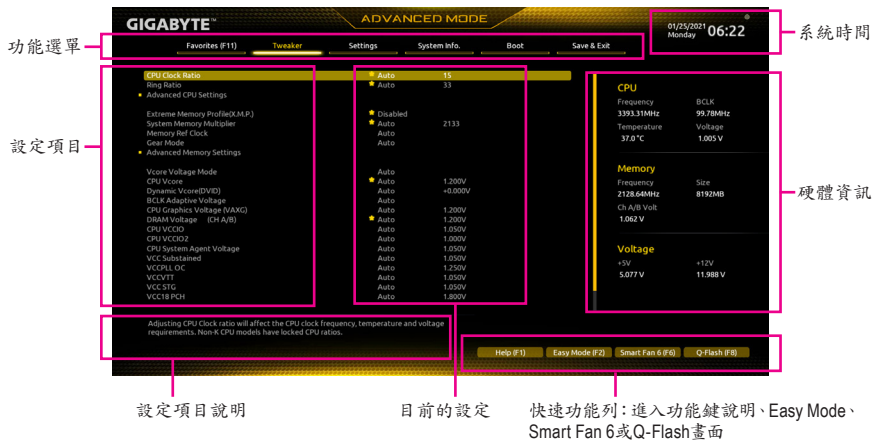 GIGABYTE™
ADVANCED MODE
01/25/2021 Monday 06:22
系統時間
功能選單
Favorites (F11) Tweaker Settings System Info. Boot Save & Exit
設定項目
CPU Clock Ratio ★ Auto 15
Ring Ratio ★ Auto 33
Advanced CPU Settings
Extreme Memory Profile(X.M.P.) ★ Disabled
System Memory Multiplier ★ Auto 2133
Memory Ref Clock Auto
Gear Mode Auto
Advanced Memory Settings
Vcore Voltage Mode Auto
CPU Vcore ★ Auto 1.200V
Dynamic Vcore(DVID) Auto +0.000V
BCLK Adaptive Voltage Auto
CPU Graphics Voltage (VAXG) Auto 1.200V
DRAM Voltage (CH A/B) ★ Auto 1.200V
CPU VCCIO Auto 1.050V
CPU VCCIO2 Auto 1.000V
CPU System Agent Voltage Auto 1.050V
VCC Substained Auto 1.050V
VCCPLL OC Auto 1.250V
VCCVTT Auto 1.050V
VCC STG Auto 1.050V
VCC18 PCH Auto 1.800V
CPU
Frequency BCLK
3393.31MHz 99.78MHz
Temperature Voltage
37.0 °C 1.005 V
Memory
Frequency Size
2128.64MHz 8192MB
Ch A/B Volt
1.062 V
Voltage
+5V +12V
5.077 V 11.988 V
硬體資訊
Adjusting CPU Clock ratio will affect the CPU clock frequency, temperature and voltage
requirements. Non-K CPU models have locked CPU ratios.
Help (F1) Easy Mode (F2) Smart Fan 6 (F6) Q-Flash (F8)
設定項目說明
目前的設定
快速功能列：進入功能鍵說明、Easy Mode、
Smart Fan 6或Q-Flash畫面